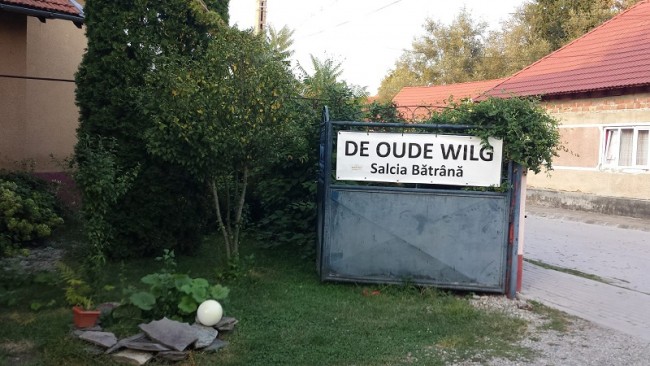 DE OUDE WILG
Salcia Bătrână